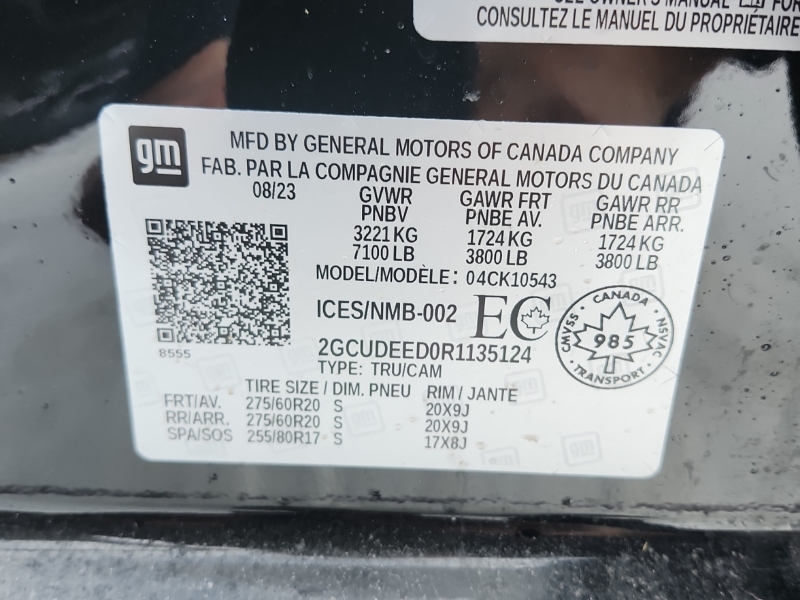 SEE OWNER'S MANUAL FOR
CONSULTEZ LE MANUEL DU PROPRIÉTAIRE
gm
MFD BY GENERAL MOTORS OF CANADA COMPANY
FAB. PAR LA COMPAGNIE GENERAL MOTORS DU CANADA
08/23 GVWR GAWR FRT GAWR RR
PNBV PNBE AV. PNBE ARR.
3221 KG 1724 KG 1724 KG
7100 LB 3800 LB 3800 LB
MODEL/MODÈLE: 04CK10543
ICES/NMB-002 EC
CANADA
CMVSS 985 NSVAC
TRANSPORT
8555
2GCUDEED0R1135124
TYPE: TRU/CAM
TIRE SIZE / DIM. PNEU RIM / JANTE
FRT/AV. 275/60R20 S 20X9J
RR/ARR. 275/60R20 S 20X9J
SPA/SOS 255/80R17 S 17X8J